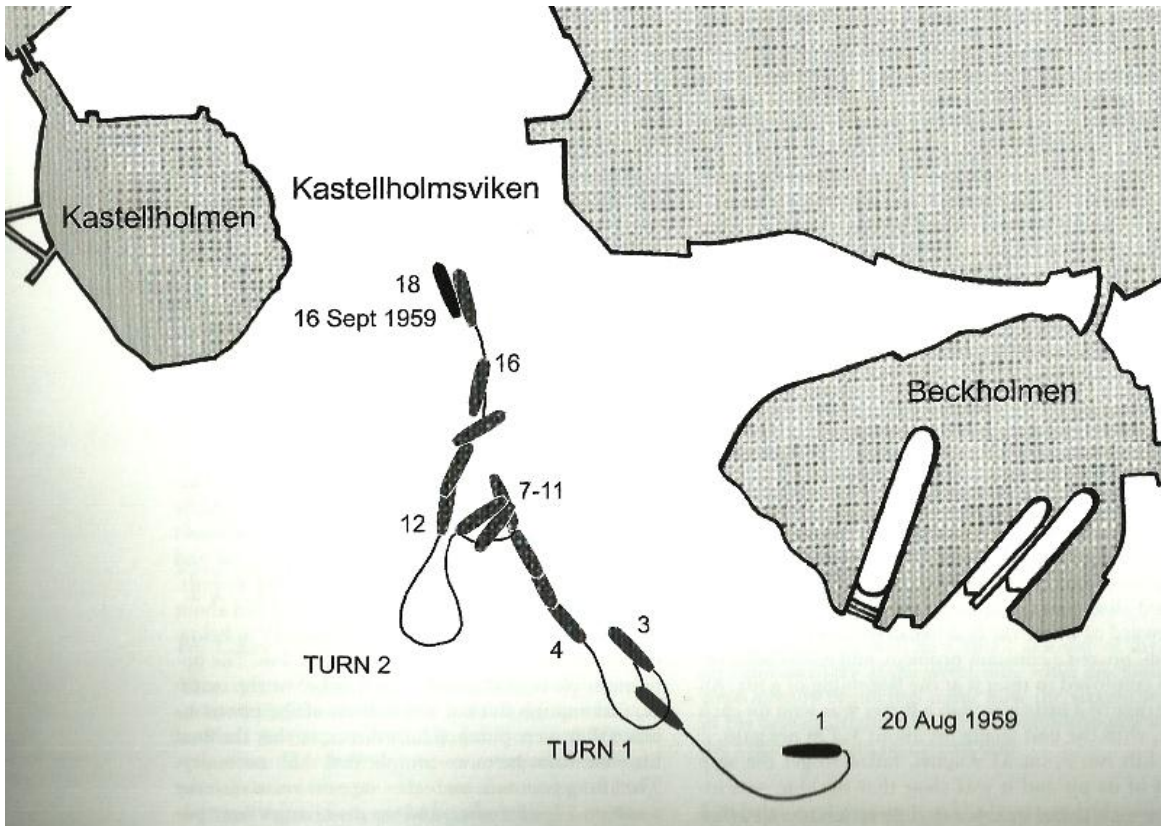 Kastellholmsviken
Kastellholmen
18
16 Sept 1959
16
Beckholmen
7-11
12
3
4
TURN 2
1 20 Aug 1959
TURN 1